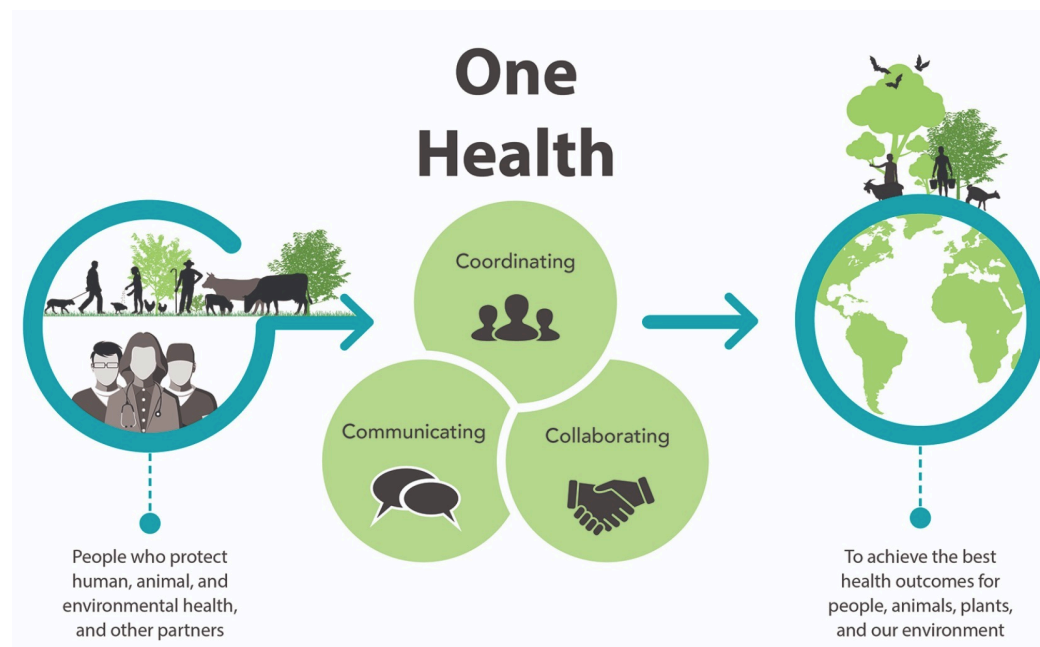 One
Health
Coordinating
Communicating
Collaborating
People who protect
human, animal, and
environmental health,
and other partners
To achieve the best
health outcomes for
people, animals, plants,
and our environment